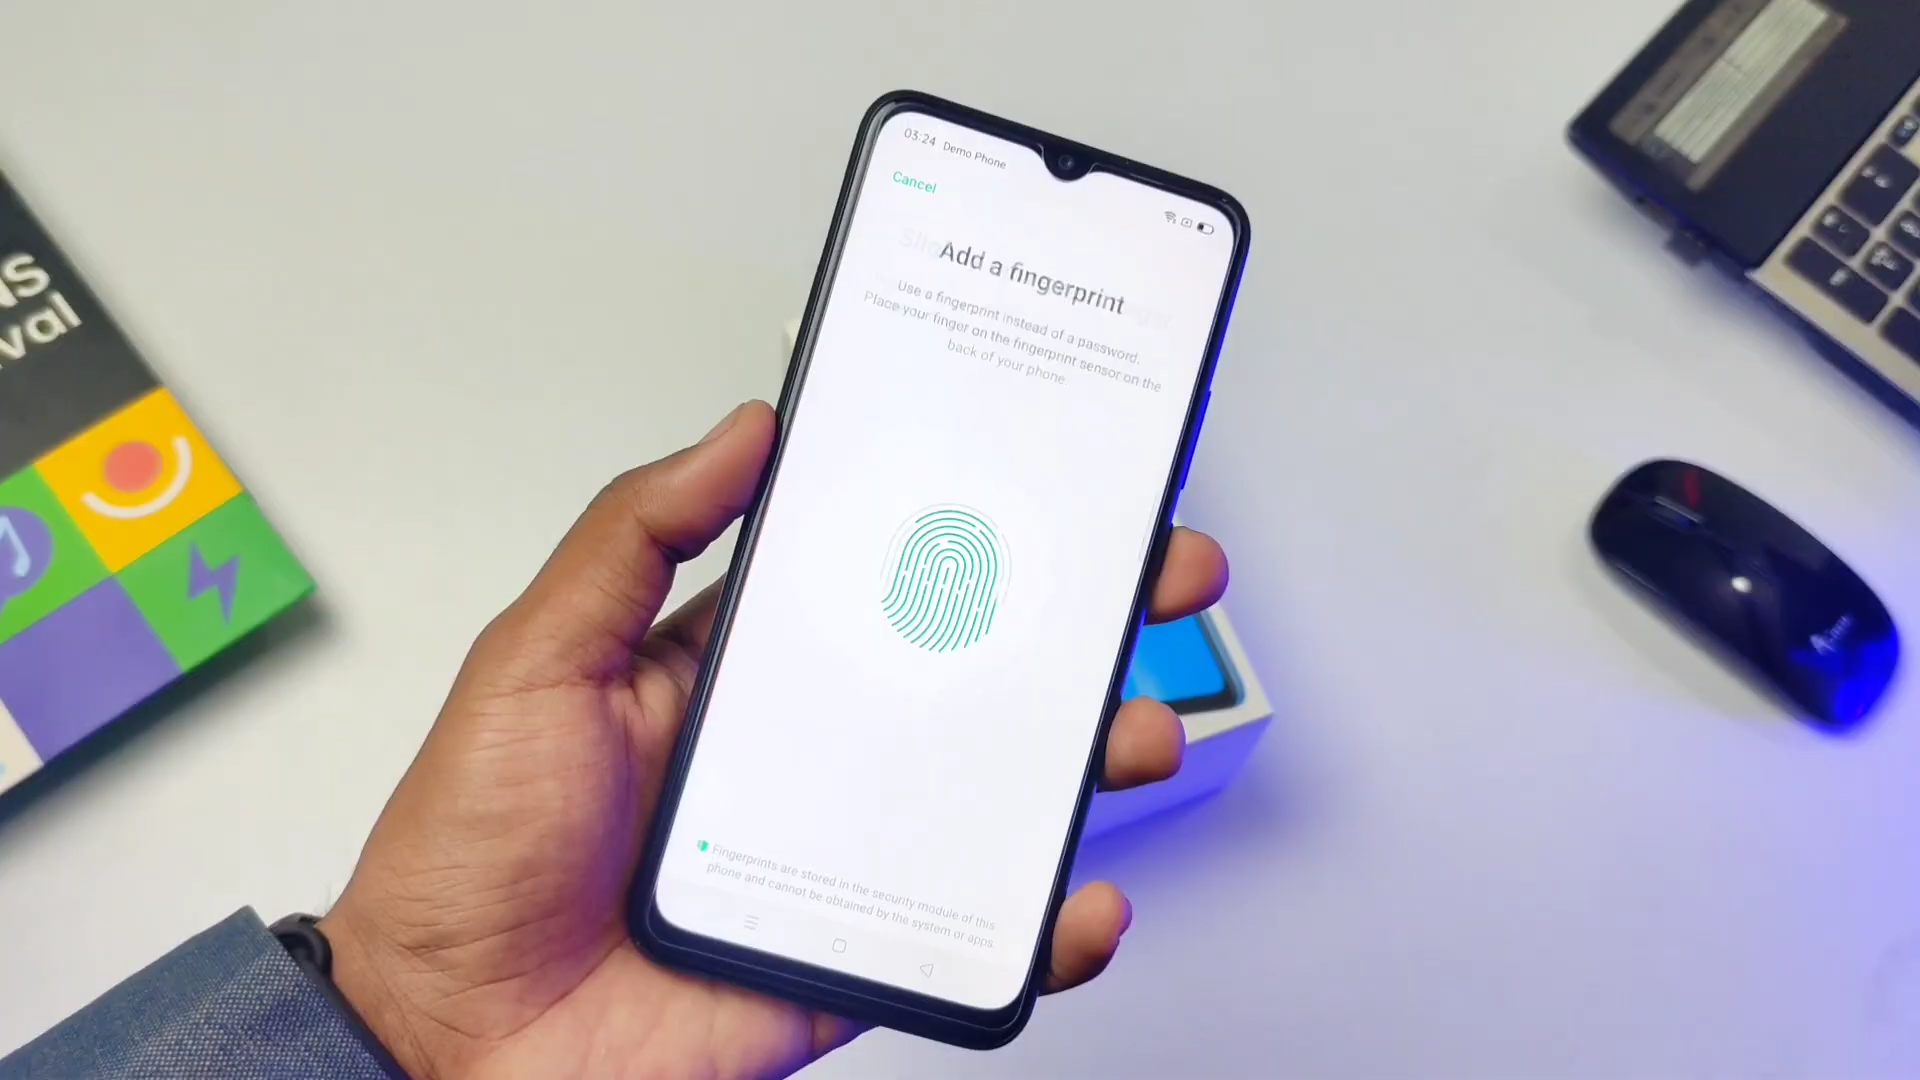 03:24 Demo Phone
Cancel
Add a fingerprint
Use a fingerprint instead of a password.
Place your finger on the fingerprint sensor on the
back of your phone.
Fingerprints are stored in the security module of this
phone and cannot be obtained by the system or apps.